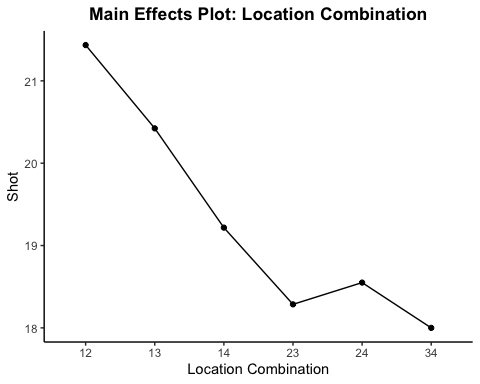 Main Effects Plot: Location Combination
21
20
19
18
Shot
12 13 14 23 24 34
Location Combination